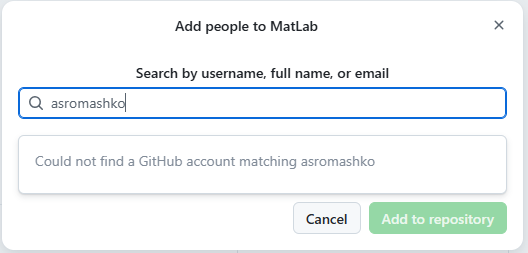 Add people to MatLab
Search by username, full name, or email
asromashko
Could not find a GitHub account matching asromashko
Cancel
Add to repository